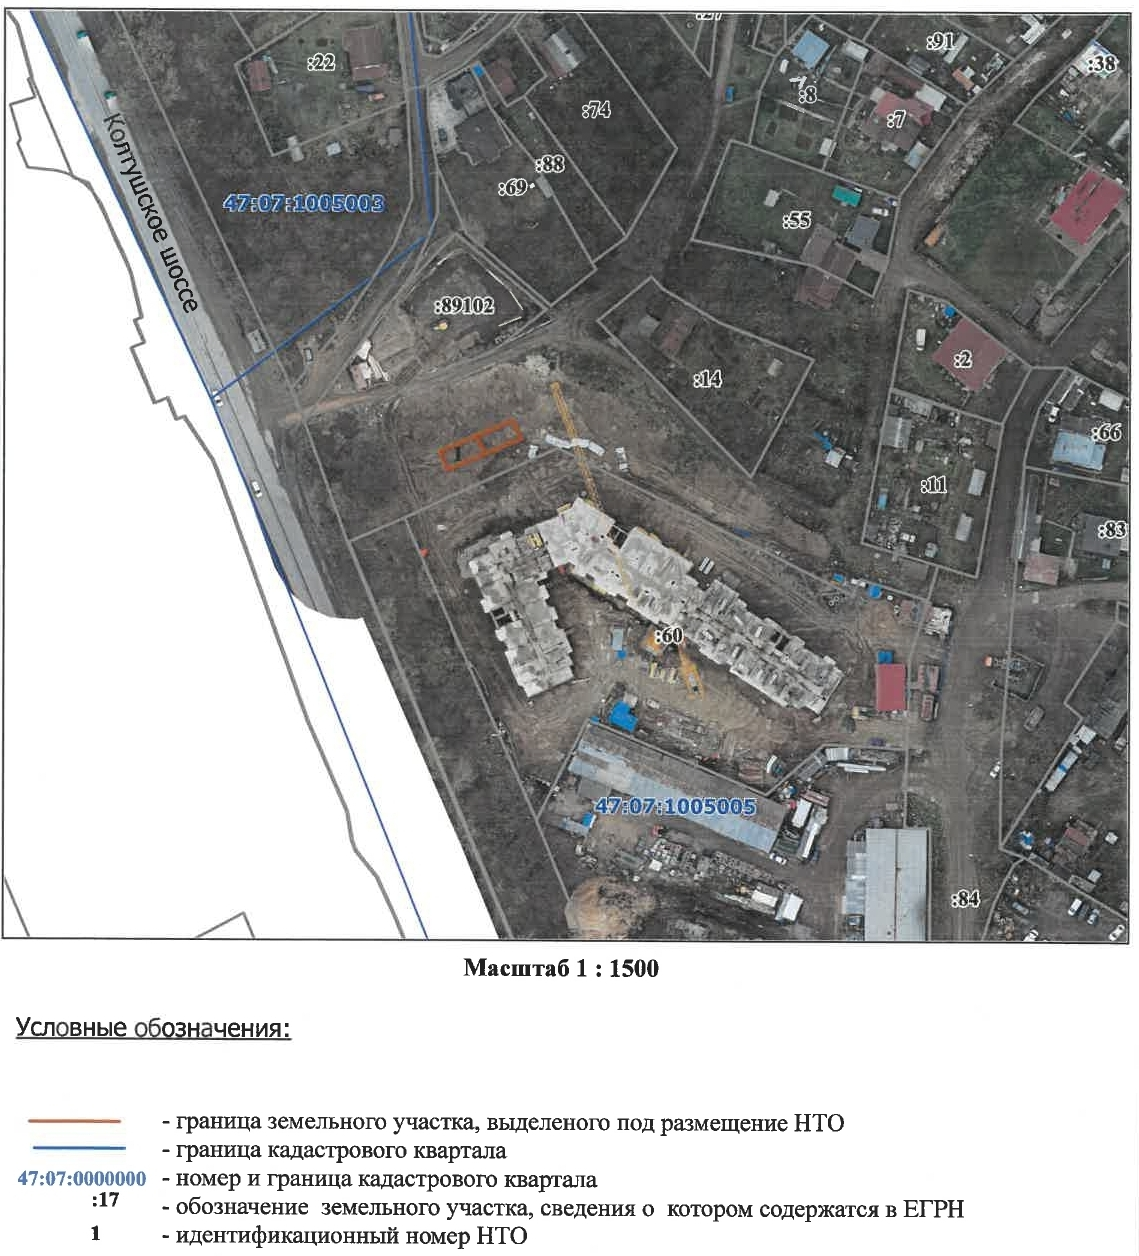 :22
:91
:38
:8
:7
:74
:88
:69
47:07:1005003
:55
Колтушское шоссе
:89102
:2
:14
:66
:11
:83
:60
47:07:1005005
:84
Масштаб 1 : 1500
Условные обозначения:
- граница земельного участка, выделеного под размещение НТО
- граница кадастрового квартала
47:07:0000000 - номер и граница кадастрового квартала
:17 - обозначение земельного участка, сведения о котором содержатся в ЕГРН
1 - идентификационный номер НТО